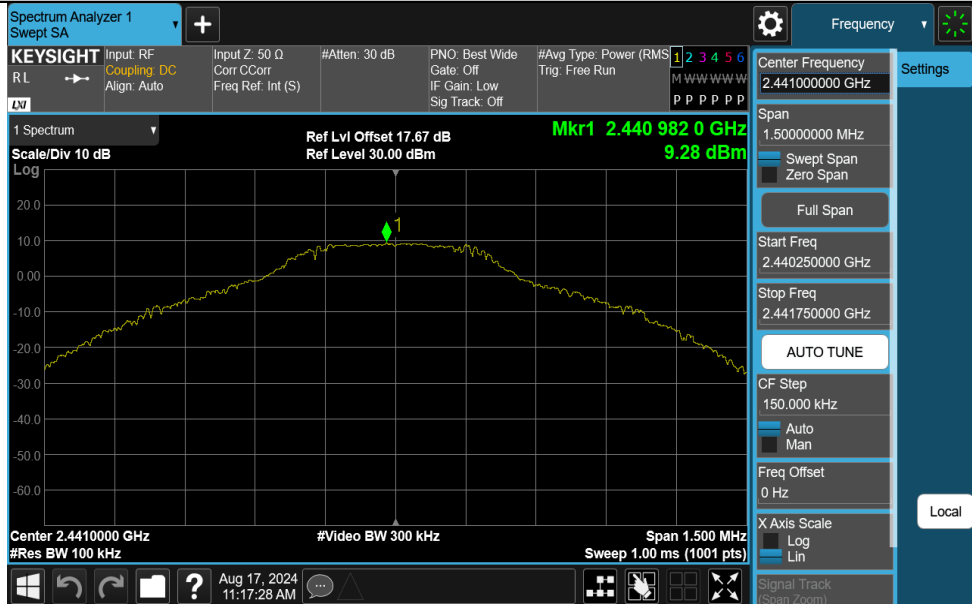 Spectrum Analyzer 1
Swept SA
+
Frequency
KEYSIGHT
R L
LXI
Input: RF
Coupling: DC
Align: Auto
Input Z: 50 Ω
Corr CCorr
Freq Ref: Int (S)
#Atten: 30 dB
PNO: Best Wide
Gate: Off
IF Gain: Low
Sig Track: Off
#Avg Type: Power (RMS
Trig: Free Run
1 2 3 4 5 6
M W W W W W
P P P P P P
1 Spectrum
Scale/Div 10 dB
Log
Ref Lvl Offset 17.67 dB
Ref Level 30.00 dBm
Mkr1 2.440 982 0 GHz
9.28 dBm
1
20.0
10.0
0.00
-10.0
-20.0
-30.0
-40.0
-50.0
-60.0
Center 2.4410000 GHz
#Res BW 100 kHz
#Video BW 300 kHz
Span 1.500 MHz
Sweep 1.00 ms (1001 pts)
?
Aug 17, 2024
11:17:28 AM
Center Frequency
2.441000000 GHz
Span
1.50000000 MHz
Swept Span
Zero Span
Full Span
Start Freq
2.440250000 GHz
Stop Freq
2.441750000 GHz
AUTO TUNE
CF Step
150.000 kHz
Auto
Man
Freq Offset
0 Hz
X Axis Scale
Log
Lin
Signal Track
(Span Zoom)
Settings
Local